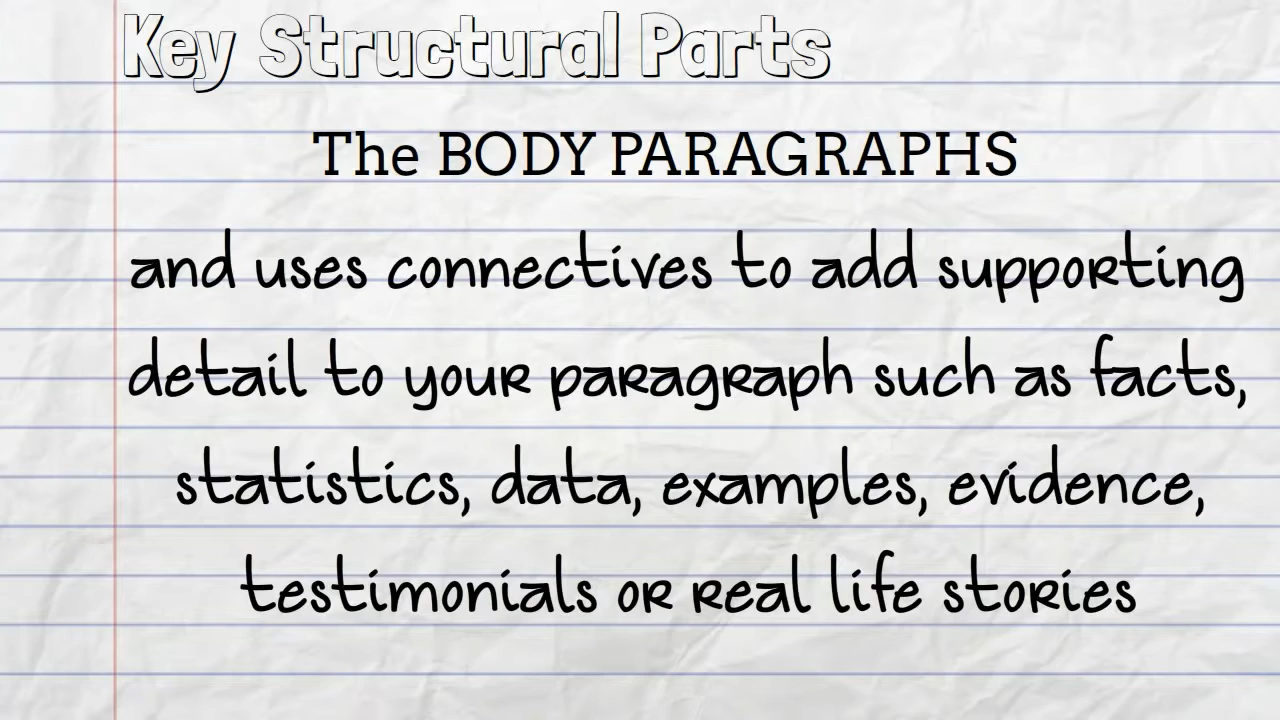 Key Structural Parts
The BODY PARAGRAPHS
and uses connectives to add supporting
detail to your paragraph such as facts,
statistics, data, examples, evidence,
testimonials or real life stories